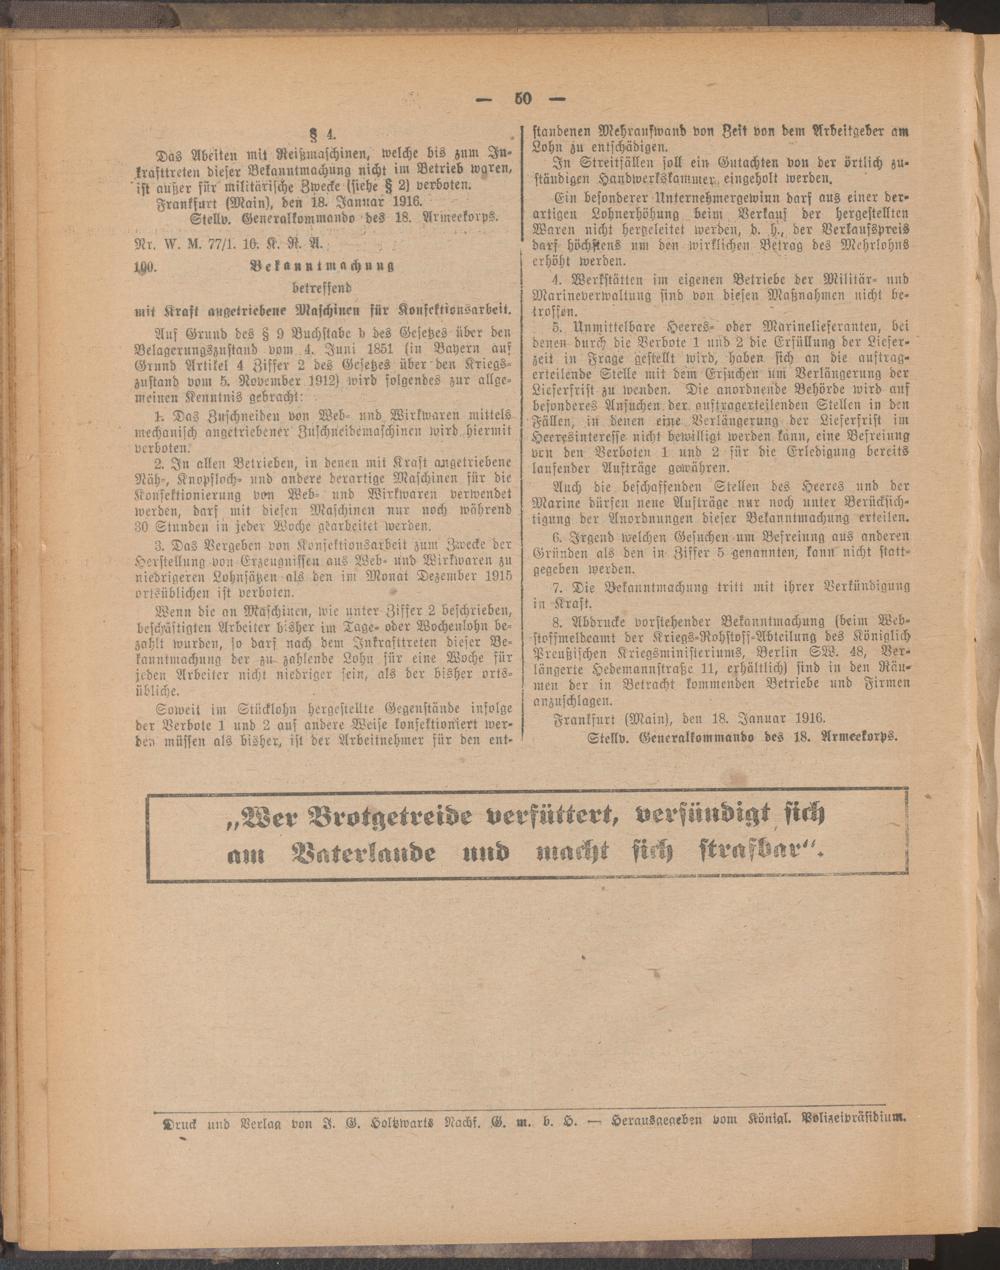 — 50 —
§ 4.
Das Abeiten mit Reißmaschinen, welche bis zum In-
krafttreten dieser Bekanntmachung nicht im Betrieb waren,
ist außer für militärische Zwecke (siehe § 2) verboten.
Frankfurt (Main), den 18. Januar 1916.
Stellv. Generalkommando des 18. Armeekorps.
Nr. W. M. 77/1. 16. K. R. A.
100. Bekanntmachung
betreffend
mit Kraft angetriebene Maschinen für Konfektionsarbeit.
Auf Grund des § 9 Buchstabe b des Gesetzes über den
Belagerungszustand vom 4. Juni 1851 (in Bayern auf
Grund Artikel 4 Ziffer 2 des Gesetzes über den Kriegs-
zustand vom 5. November 1912) wird folgendes zur allge-
meinen Kenntnis gebracht:
1. Das Zuschneiden von Web- und Wirkwaren mittels
mechanisch angetriebener Zuschneidemaschinen wird hiermit
verboten.
2. In allen Betrieben, in denen mit Kraft angetriebene
Näh-, Knopfloch- und andere derartige Maschinen für die
Konfektionierung von Web- und Wirkwaren verwendet
werden, darf mit diesen Maschinen nur noch während
30 Stunden in jeder Woche gearbeitet werden.
3. Das Vergeben von Konfektionsarbeit zum Zwecke der
Herstellung von Erzeugnissen aus Web- und Wirkwaren zu
niedrigeren Lohnsätzen als den im Monat Dezember 1915
ortsüblichen ist verboten.
Wenn die an Maschinen, wie unter Ziffer 2 beschrieben,
beschäftigten Arbeiter bisher im Tage- oder Wochenlohn be-
zahlt wurden, so darf nach dem Inkrafttreten dieser Be-
kanntmachung der zu zahlende Lohn für eine Woche für
jeden Arbeiter nicht niedriger sein, als der bisher orts-
übliche.
Soweit im Stücklohn hergestellte Gegenstände infolge
der Verbote 1 und 2 auf andere Weise konfektioniert wer-
den müssen als bisher, ist der Arbeitnehmer für den ent-
standenen Mehraufwand von Zeit von dem Arbeitgeber am
Lohn zu entschädigen.
In Streitfällen soll ein Gutachten von der örtlich zu-
ständigen Handwerkskammer eingeholt werden.
Ein besonderer Unternehmergewinn darf aus einer der-
artigen Lohnerhöhung beim Verkauf der hergestellten
Waren nicht hergeleitet werden, d. h., der Verkaufspreis
darf höchstens um den wirklichen Betrag des Mehrlohns
erhöht werden.
4. Werkstätten im eigenen Betriebe der Militär- und
Marineverwaltung sind von diesen Maßnahmen nicht be-
troffen.
5. Unmittelbare Heeres- oder Marinelieferanten, bei
denen durch die Verbote 1 und 2 die Erfüllung der Liefer-
zeit in Frage gestellt wird, haben sich an die auftrag-
erteilende Stelle mit dem Ersuchen um Verlängerung der
Lieferfrist zu wenden. Die anordnende Behörde wird auf
besonderes Ansuchen der auftragerteilenden Stellen in den
Fällen, in denen eine Verlängerung der Lieferfrist im
Heeresinteresse nicht bewilligt werden kann, eine Befreiung
von den Verboten 1 und 2 für die Erledigung bereits
laufender Aufträge gewähren.
Auch die beschaffenden Stellen des Heeres und der
Marine dürfen neue Aufträge nur noch unter Berücksich-
tigung der Anordnungen dieser Bekanntmachung erteilen.
6. Irgend welchen Gesuchen um Befreiung aus anderen
Gründen als den in Ziffer 5 genannten, kann nicht statt-
gegeben werden.
7. Die Bekanntmachung tritt mit ihrer Verkündigung
in Kraft.
8. Abdrucke vorstehender Bekanntmachung (beim Web-
stoffmeldeamt der Kriegs-Rohstoff-Abteilung des Königlich
Preußischen Kriegsministeriums, Berlin SW. 48, Ver-
längerte Hedemannstraße 11, erhältlich) sind in den Räu-
men der in Betracht kommenden Betriebe und Firmen
anzuschlagen.
Frankfurt (Main), den 18. Januar 1916.
Stellv. Generalkommando des 18. Armeekorps.
„Wer Brotgetreide verfüttert, versündigt sich
am Vaterlande und macht sich strafbar“.
Druck und Verlag von J. G. Holtzwarts Nachf. G. m. b. H. — Herausgegeben vom Königl. Polizeipräsidium.